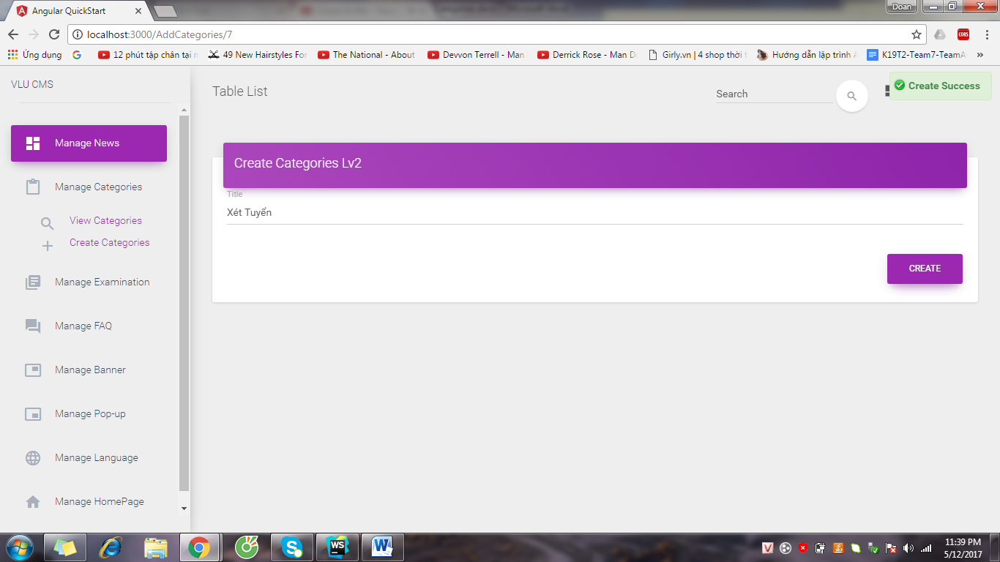 Angular QuickStart
Doan
localhost:3000/AddCategories/7
CORS
Ứng dụng
12 phút tập chân tại n
49 New Hairstyles For
The National - About
Devvon Terrell - Man
Derrick Rose - Man Do
Girly.vn | 4 shop thời t
Hướng dẫn lập trình A
K19T2-Team7-TeamA
VLU CMS
Table List
Search
Create Success
Manage News
Manage Categories
View Categories
Create Categories
Manage Examination
Manage FAQ
Manage Banner
Manage Pop-up
Manage Language
Manage HomePage
Create Categories Lv2
Title
Xét Tuyển
CREATE
WS
11:39 PM
5/12/2017